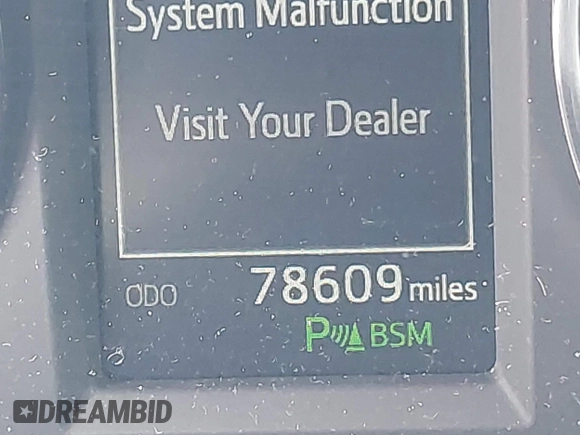 System Malfunction
Visit Your Dealer
ODO 78609 miles
P BSM
DREAMBID